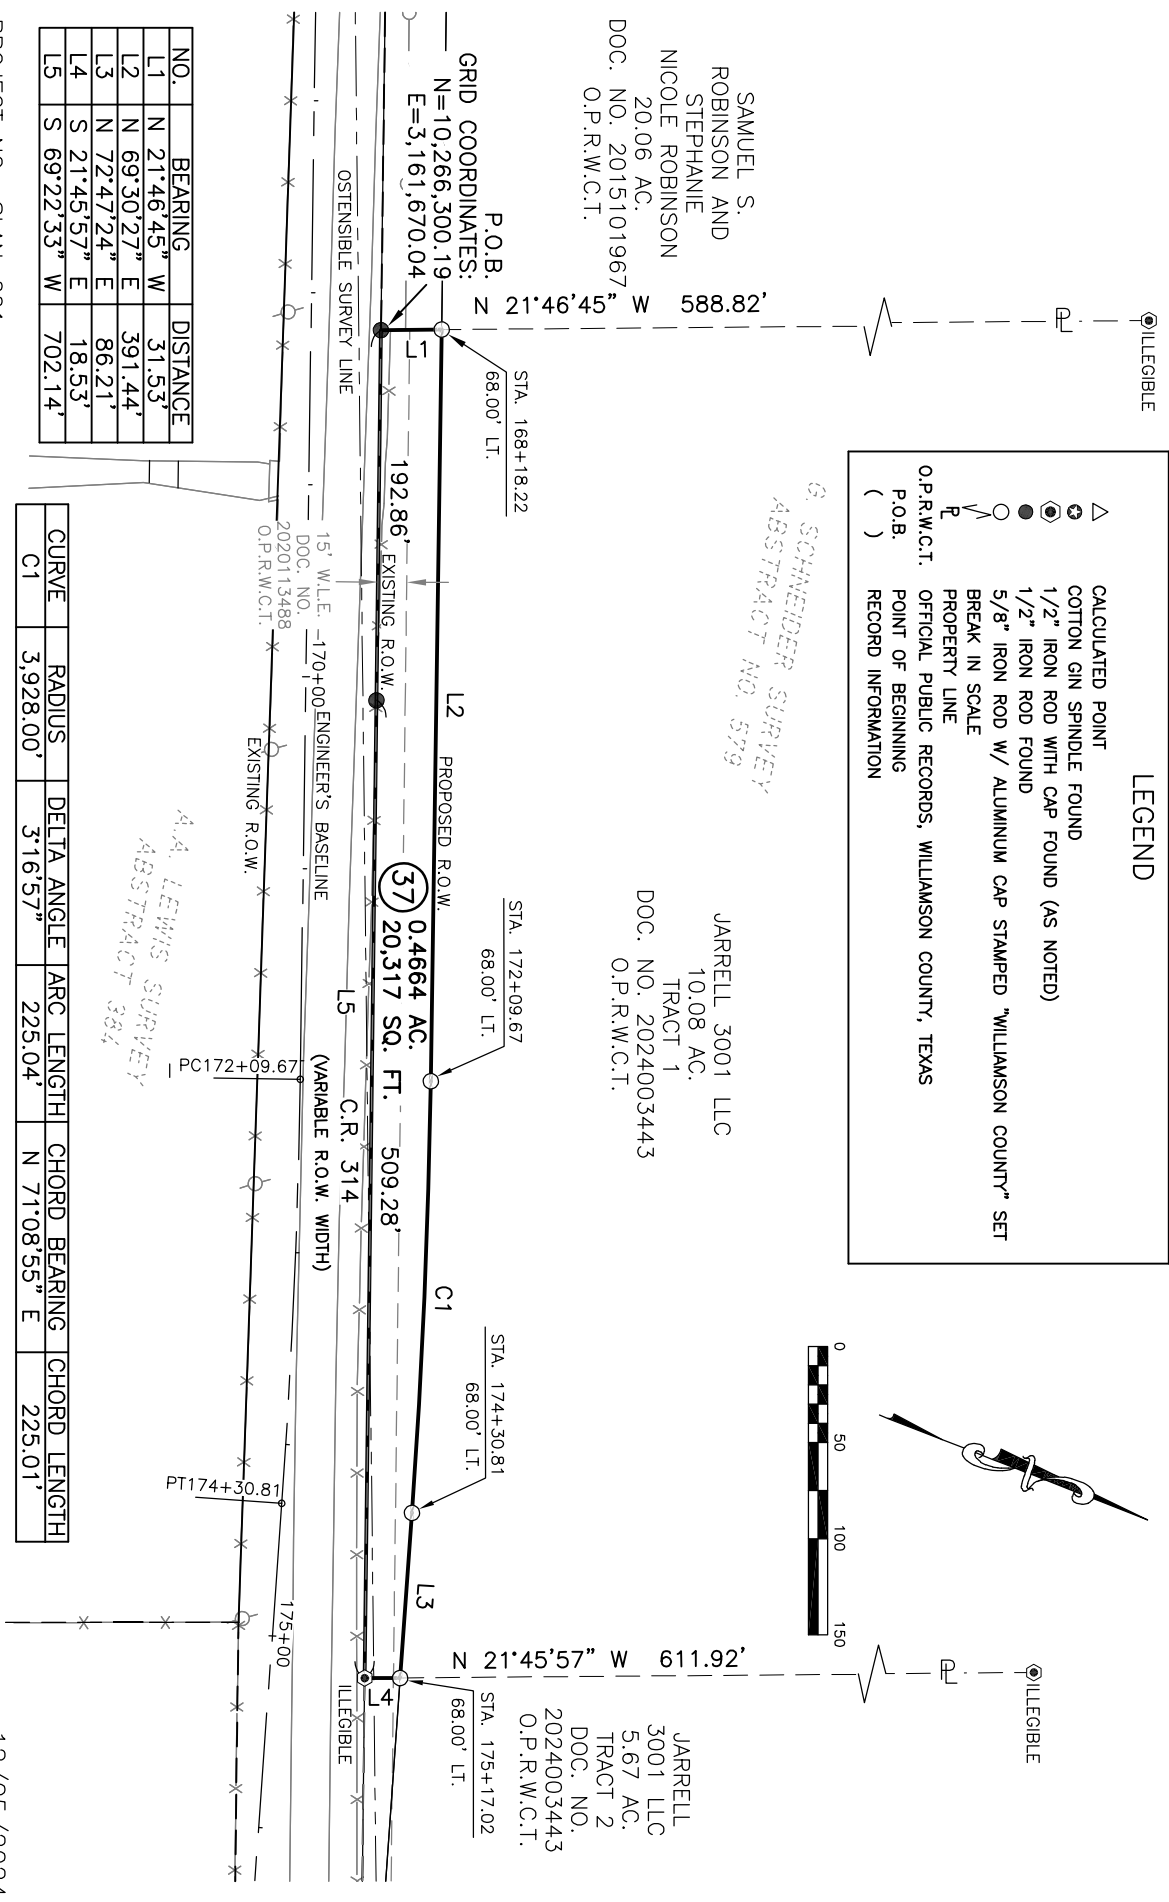 LEGEND
CALCULATED POINT
COTTON GIN SPINDLE FOUND
1/2" IRON ROD WITH CAP FOUND (AS NOTED)
1/2" IRON ROD FOUND
5/8" IRON ROD W/ ALUMINUM CAP STAMPED "WILLIAMSON COUNTY" SET
BREAK IN SCALE
PROPERTY LINE
O.P.R.W.C.T. OFFICIAL PUBLIC RECORDS, WILLIAMSON COUNTY, TEXAS
P.O.B. POINT OF BEGINNING
( ) RECORD INFORMATION
0 50 100 150
ILLEGIBLE
ILLEGIBLE
SAMUEL S.
ROBINSON AND
STEPHANIE
NICOLE ROBINSON
20.06 AC.
DOC. NO. 2015101967
O.P.R.W.C.T.
N 21°46'45" W 588.82'
G. SCHNEIDER SURVEY
ABSTRACT NO. 579
JARRELL 3001 LLC
10.08 AC.
TRACT 1
DOC. NO. 2024003443
O.P.R.W.C.T.
N 21°45'57" W 611.92'
JARRELL
3001 LLC
5.67 AC.
TRACT 2
DOC. NO.
2024003443
O.P.R.W.C.T.
P.O.B.
GRID COORDINATES:
N=10,266,300.19
E=3,161,670.04
STA. 168+18.22
68.00' LT.
STA. 172+09.67
68.00' LT.
STA. 174+30.81
68.00' LT.
STA. 175+17.02
68.00' LT.
L1
L2
PROPOSED R.O.W.
C1
L3
L4
192.86'
EXISTING R.O.W.
37
0.4664 AC.
20,317 SQ. FT.
509.28'
L5
C.R. 314
(VARIABLE R.O.W. WIDTH)
ILLEGIBLE
OSTENSIBLE SURVEY LINE
15' W.L.E.
DOC. NO.
2020113488
O.P.R.W.C.T.
170+00
ENGINEER'S BASELINE
EXISTING R.O.W.
PC172+09.67
PT174+30.81
175+00
A.A. LEWIS SURVEY
ABSTRACT 384
NO. BEARING DISTANCE
L1 N 21°46'45" W 31.53'
L2 N 69°30'27" E 391.44'
L3 N 72°47'24" E 86.21'
L4 S 21°45'57" E 18.53'
L5 S 69°22'33" W 702.14'
CURVE RADIUS DELTA ANGLE ARC LENGTH CHORD BEARING CHORD LENGTH
C1 3,928.00' 3°16'57" 225.04' N 71°08'55" E 225.01'